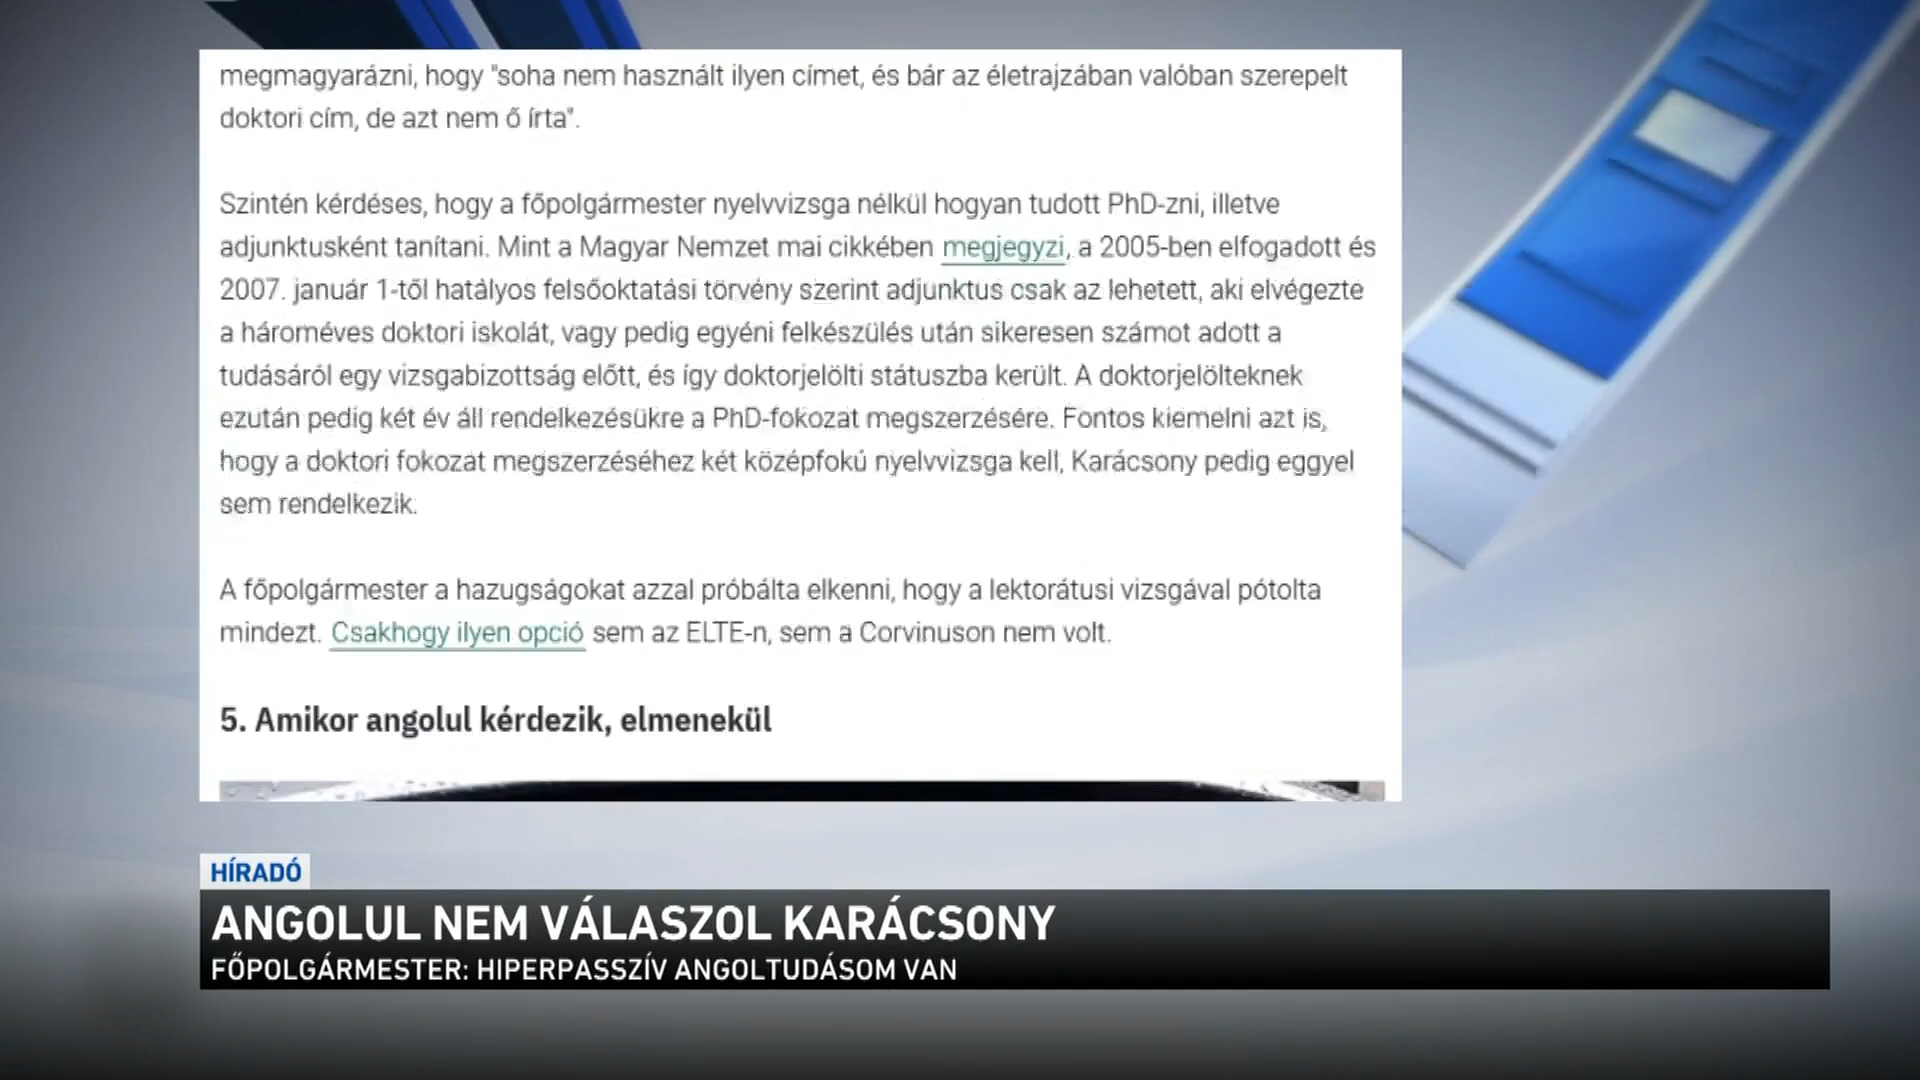 megmagyarázni, hogy "soha nem használt ilyen címet, és bár az életrajzában valóban szerepelt
doktori cím, de azt nem ő írta".
Szintén kérdéses, hogy a főpolgármester nyelvvizsga nélkül hogyan tudott PhD-zni, illetve
adjunktusként tanítani. Mint a Magyar Nemzet mai cikkében megjegyzi, a 2005-ben elfogadott és
2007. január 1-től hatályos felsőoktatási törvény szerint adjunktus csak az lehetett, aki elvégezte
a hároméves doktori iskolát, vagy pedig egyéni felkészülés után sikeresen számot adott a
tudásáról egy vizsgabizottság előtt, és így doktorjelölti státuszba került. A doktorjelölteknek
ezután pedig két év áll rendelkezésükre a PhD-fokozat megszerzésére. Fontos kiemelni azt is,
hogy a doktori fokozat megszerzéséhez két középfokú nyelvvizsga kell, Karácsony pedig eggyel
sem rendelkezik.
A főpolgármester a hazugságokat azzal próbálta elkenni, hogy a lektorátusi vizsgával pótolta
mindezt. Csakhogy ilyen opció sem az ELTE-n, sem a Corvinuson nem volt.
5. Amikor angolul kérdezik, elmenekül
HÍRADÓ
ANGOLUL NEM VÁLASZOL KARÁCSONY
FŐPOLGÁRMESTER: HIPERPASSZÍV ANGOLTUDÁSOM VAN